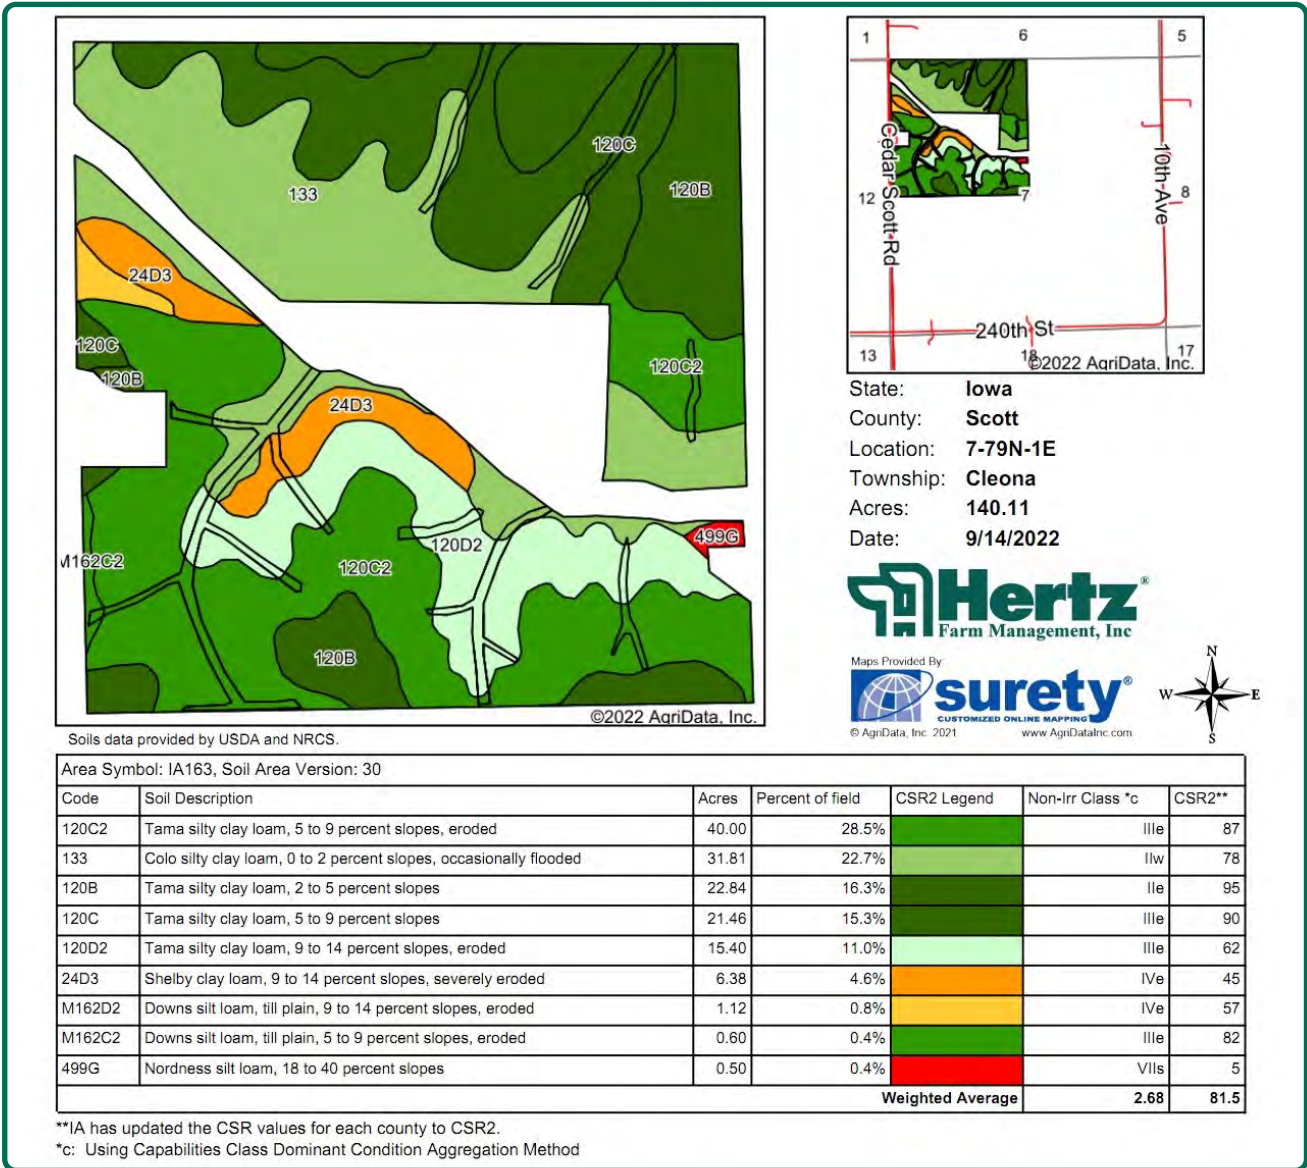 133
120C
120B
24D3
120C
120B
120C2
24D3
M162C2
120C2
120D2
499G
120B
©2022 AgriData, Inc.
Soils data provided by USDA and NRCS.
1
6
5
Cedar Scott Rd
10th Ave
12
7
8
240th St
13
18
17
©2022 AgriData, Inc.
State: Iowa
County: Scott
Location: 7-79N-1E
Township: Cleona
Acres: 140.11
Date: 9/14/2022
Hertz®
Farm Management, Inc
Maps Provided By
surety®
CUSTOMIZED ONLINE MAPPING
© AgriData, Inc. 2021 www.AgriDataInc.com
N
W E
S
Area Symbol: IA163, Soil Area Version: 30
Code Soil Description Acres Percent of field CSR2 Legend Non-Irr Class *c CSR2**
120C2 Tama silty clay loam, 5 to 9 percent slopes, eroded 40.00 28.5% IIIe 87
133 Colo silty clay loam, 0 to 2 percent slopes, occasionally flooded 31.81 22.7% IIw 78
120B Tama silty clay loam, 2 to 5 percent slopes 22.84 16.3% IIe 95
120C Tama silty clay loam, 5 to 9 percent slopes 21.46 15.3% IIIe 90
120D2 Tama silty clay loam, 9 to 14 percent slopes, eroded 15.40 11.0% IIIe 62
24D3 Shelby clay loam, 9 to 14 percent slopes, severely eroded 6.38 4.6% IVe 45
M162D2 Downs silt loam, till plain, 9 to 14 percent slopes, eroded 1.12 0.8% IVe 57
M162C2 Downs silt loam, till plain, 5 to 9 percent slopes, eroded 0.60 0.4% IIIe 82
499G Nordness silt loam, 18 to 40 percent slopes 0.50 0.4% VIIs 5
Weighted Average 2.68 81.5
**IA has updated the CSR values for each county to CSR2.
*c: Using Capabilities Class Dominant Condition Aggregation Method